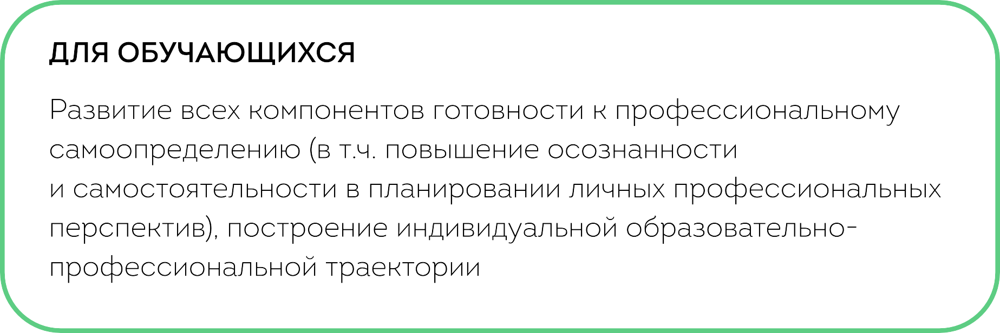 ДЛЯ ОБУЧАЮЩИХСЯ
Развитие всех компонентов готовности к профессиональному
самоопределению (в т.ч. повышение осознанности
и самостоятельности в планировании личных профессиональных
перспектив), построение индивидуальной образовательно-
профессиональной траектории